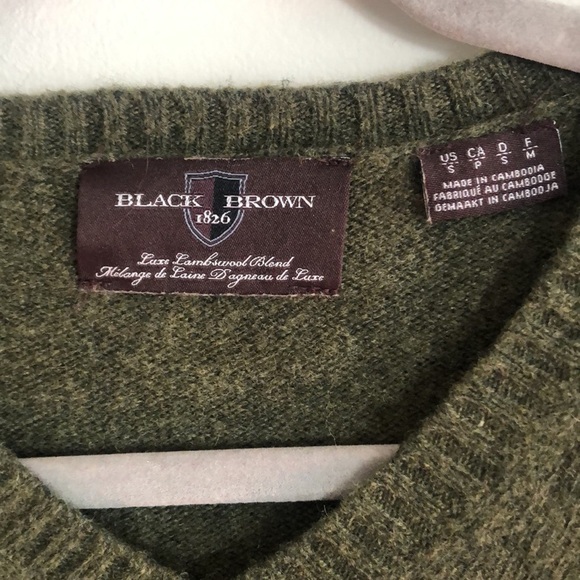 BLACK BROWN
1826
Luxe Lambswool Blend
Mélange de Laine D'agneau de Luxe
US CA D F
S P S M
MADE IN CAMBODIA
FABRIQUÉ AU CAMBODGE
GEMAAKT IN CAMBODJA